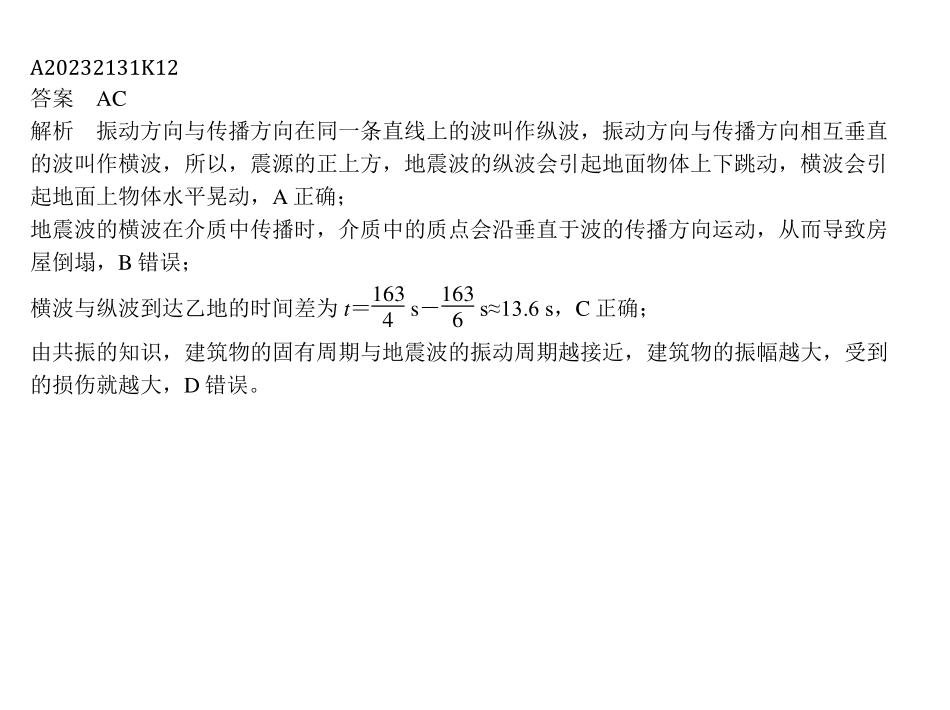 A20232131K12
答案　AC
解析　振动方向与传播方向在同一条直线上的波叫作纵波，振动方向与传播方向相互垂直
的波叫作横波，所以，震源的正上方，地震波的纵波会引起地面物体上下跳动，横波会引
起地面上物体水平晃动，A 正确；
地震波的横波在介质中传播时，介质中的质点会沿垂直于波的传播方向运动，从而导致房
屋倒塌，B 错误；
横波与纵波到达乙地的时间差为 t＝163/4 s－163/6 s≈13.6 s，C 正确；
由共振的知识，建筑物的固有周期与地震波的振动周期越接近，建筑物的振幅越大，受到
的损伤就越大，D 错误。